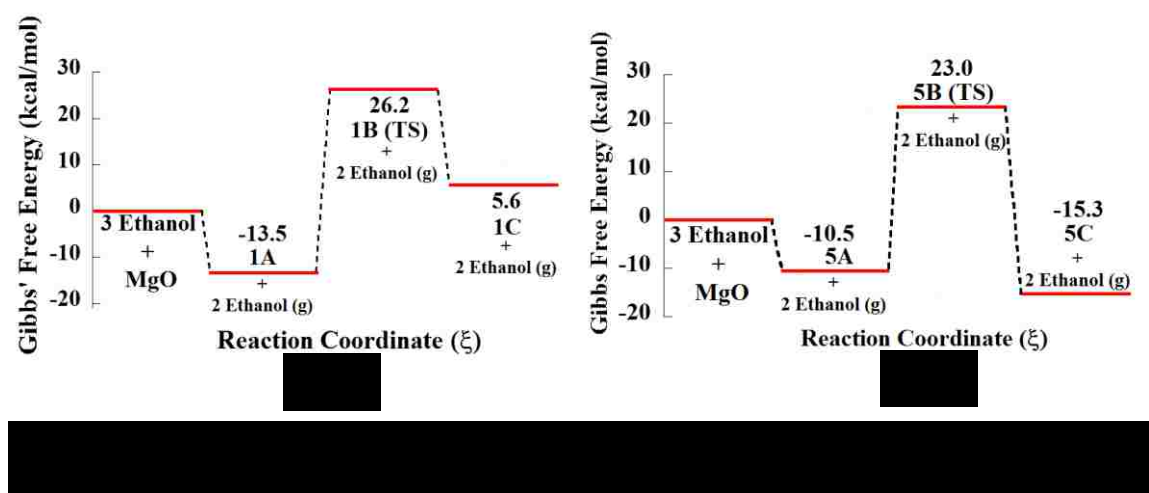 Gibbs' Free Energy (kcal/mol)
30
20
10
0
-10
-20
3 Ethanol
+
MgO
-13.5
1A
+
2 Ethanol (g)
26.2
1B (TS)
+
2 Ethanol (g)
5.6
1C
+
2 Ethanol (g)
Reaction Coordinate (ξ)
Gibbs Free Energy (kcal/mol)
30
20
10
0
-10
-20
3 Ethanol
+
MgO
-10.5
5A
+
2 Ethanol (g)
23.0
5B (TS)
+
2 Ethanol (g)
-15.3
5C
+
2 Ethanol (g)
Reaction Coordinate (ξ)